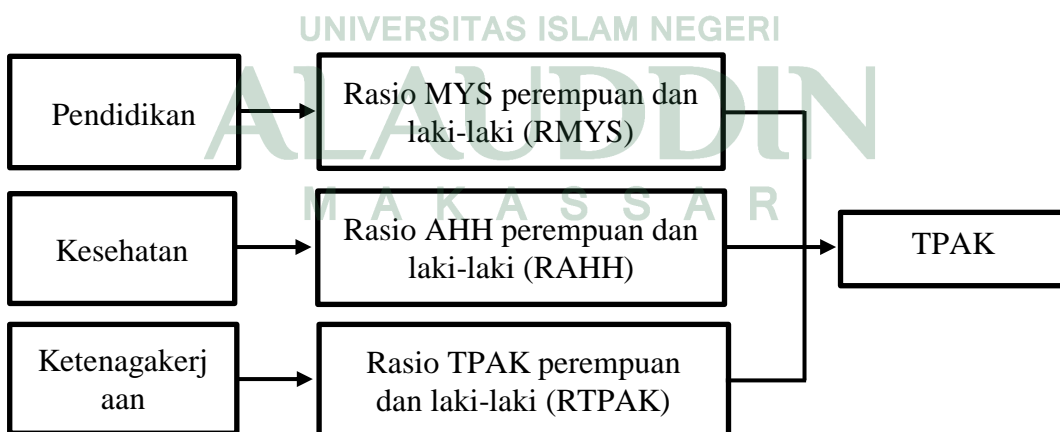 UNIVERSITAS ISLAM NEGERI
ALAUDDIN
MAKASSAR
Pendidikan
Rasio MYS perempuan dan
laki-laki (RMYS)
Kesehatan
Rasio AHH perempuan dan
laki-laki (RAHH)
TPAK
Ketenagakerj
aan
Rasio TPAK perempuan
dan laki-laki (RTPAK)